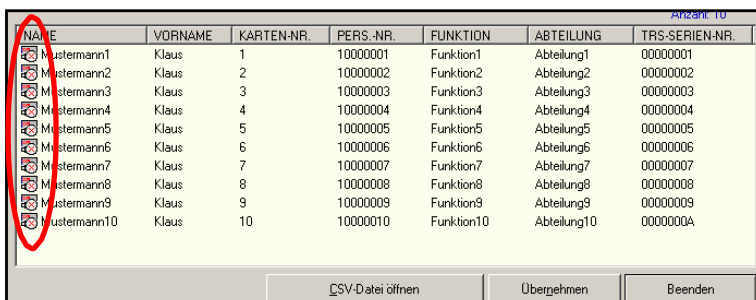 Anzahl: 10
NAME VORNAME KARTEN-NR. PERS.-NR. FUNKTION ABTEILUNG TRS-SERIEN-NR.
Mustermann1 Klaus 1 10000001 Funktion1 Abteilung1 00000001
Mustermann2 Klaus 2 10000002 Funktion2 Abteilung2 00000002
Mustermann3 Klaus 3 10000003 Funktion3 Abteilung3 00000003
Mustermann4 Klaus 4 10000004 Funktion4 Abteilung4 00000004
Mustermann5 Klaus 5 10000005 Funktion5 Abteilung5 00000005
Mustermann6 Klaus 6 10000006 Funktion6 Abteilung6 00000006
Mustermann7 Klaus 7 10000007 Funktion7 Abteilung7 00000007
Mustermann8 Klaus 8 10000008 Funktion8 Abteilung8 00000008
Mustermann9 Klaus 9 10000009 Funktion9 Abteilung9 00000009
Mustermann10 Klaus 10 10000010 Funktion10 Abteilung10 0000000A
CSV-Datei öffnen Übernehmen Beenden